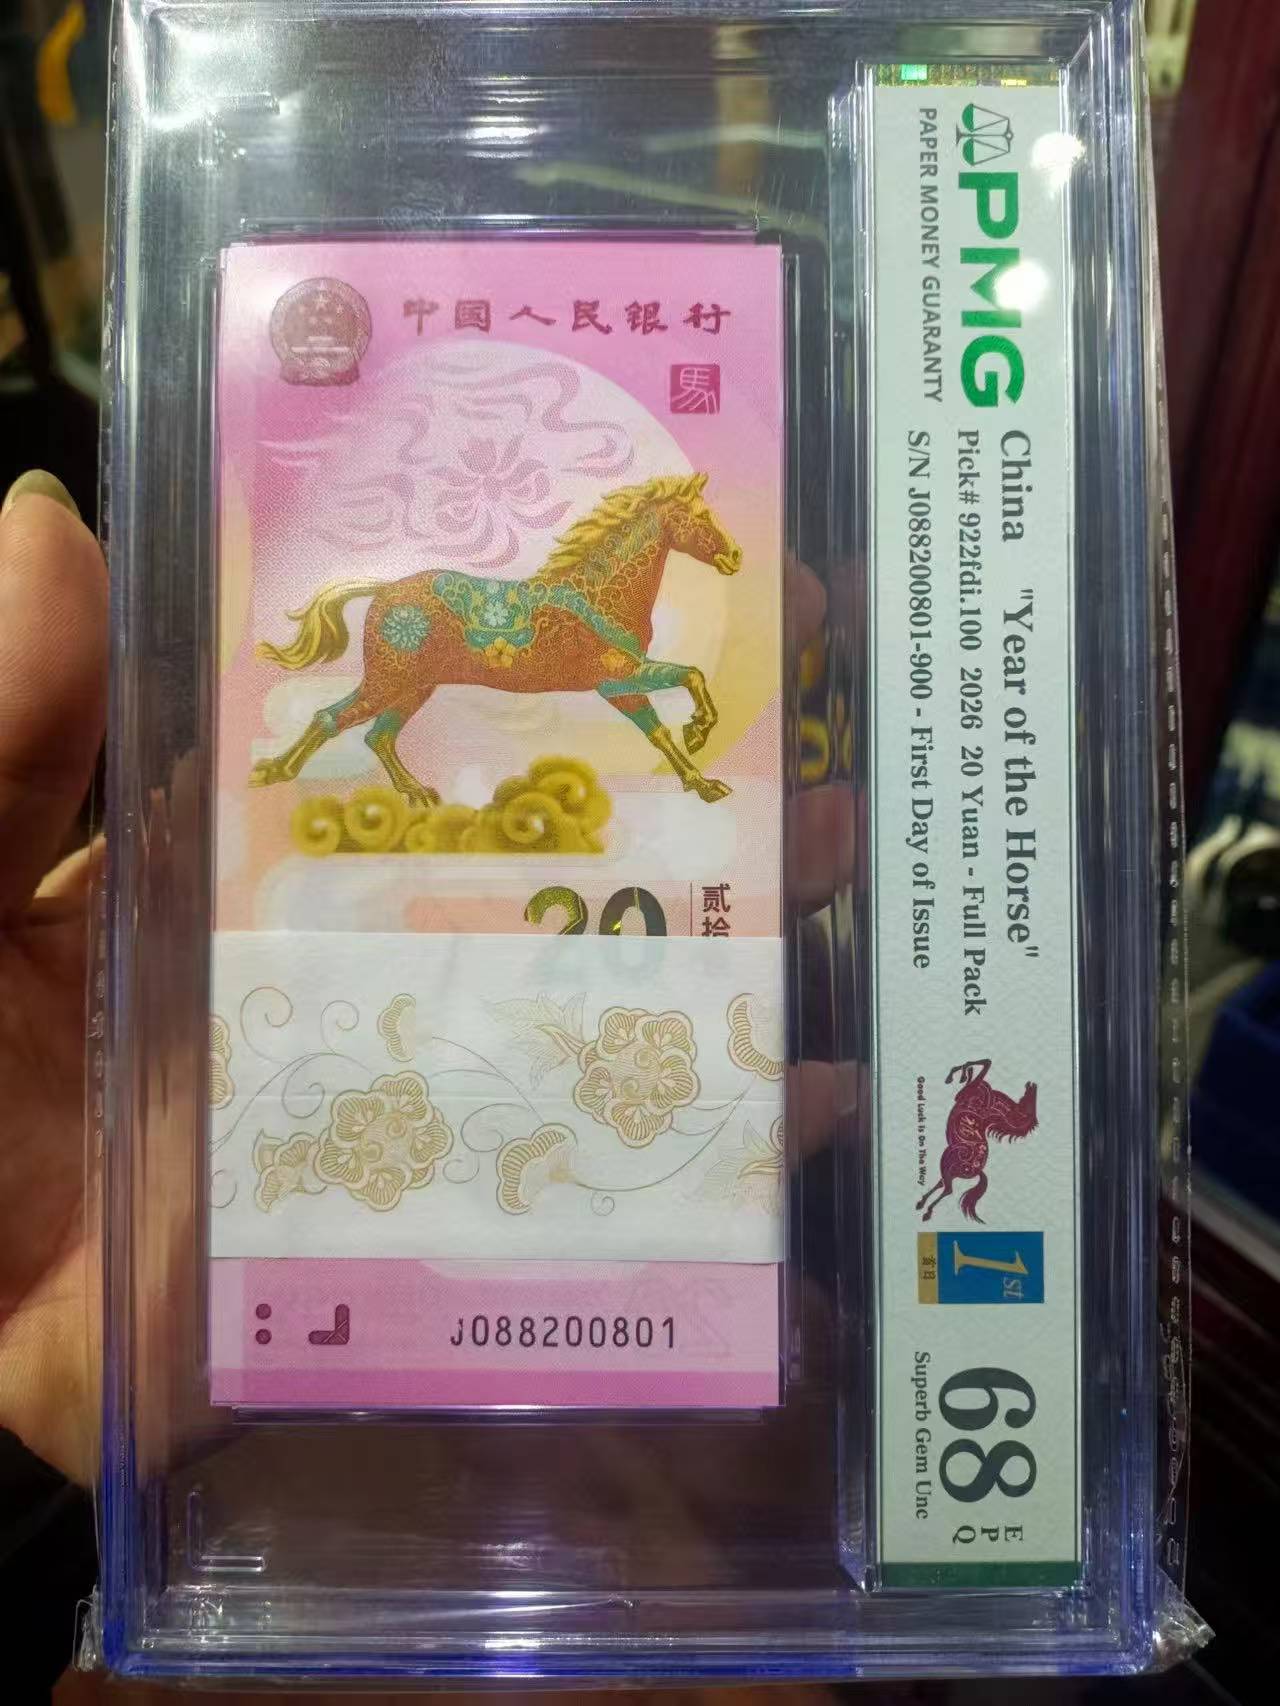 中国人民银行
馬
20
贰拾
J088200801
PMG
PAPER MONEY GUARANTY
China "Year of the Horse"
Pick# 922fdi.100 2026 20 Yuan - Full Pack
S/N J088200801-900 - First Day of Issue
Good Luck Is On The Way
1st
首日
68
EPQ
Superb Gem Unc